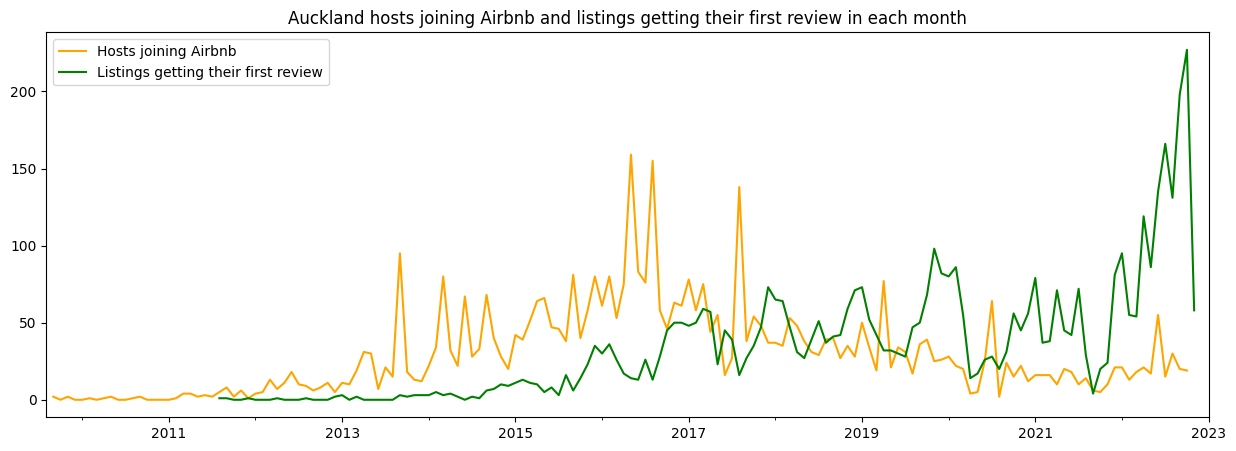 Auckland hosts joining Airbnb and listings getting their first review in each month
Hosts joining Airbnb
Listings getting their first review
200
150
100
50
0
2011 2013 2015 2017 2019 2021 2023